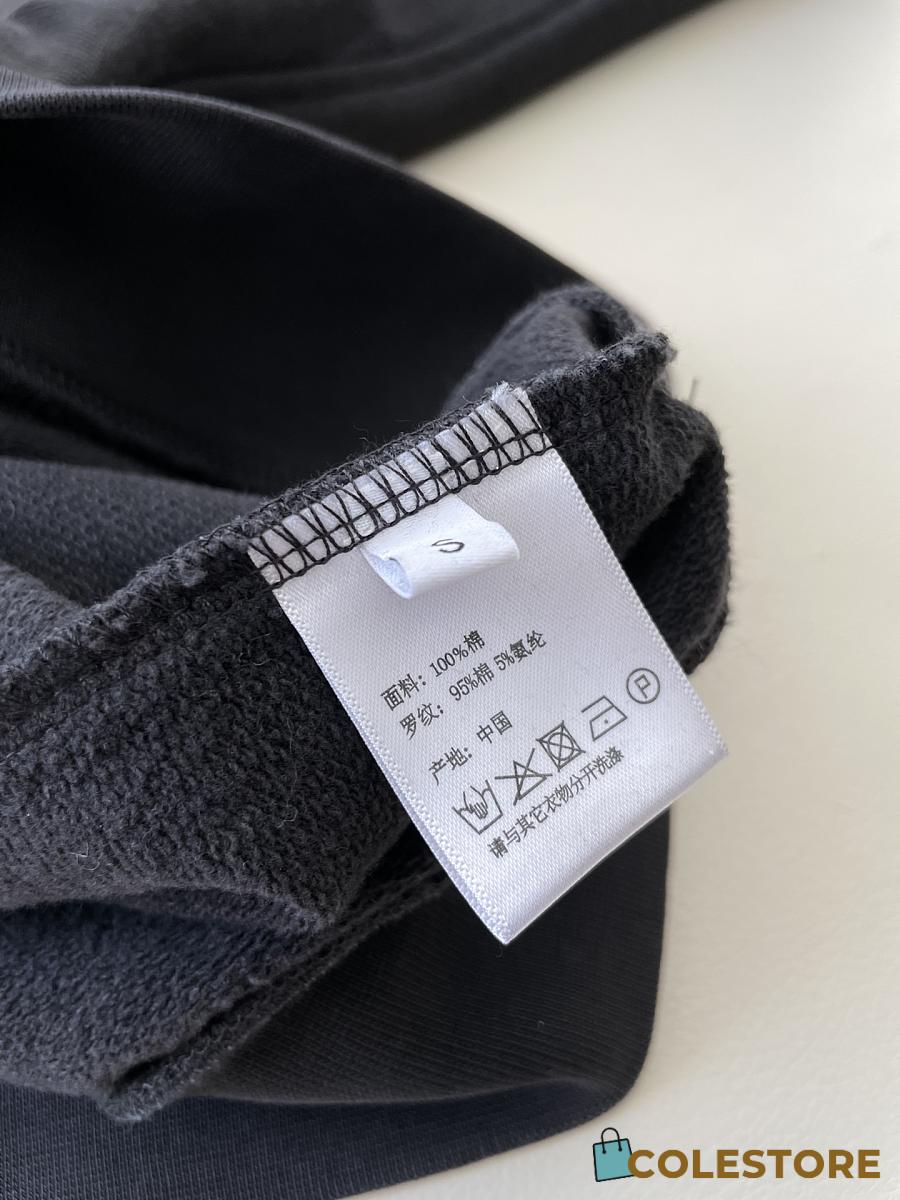 S
面料：100%棉
罗纹：95%棉 5%氨纶
产地：中国
P
请与其它衣物分开洗涤
COLESTORE